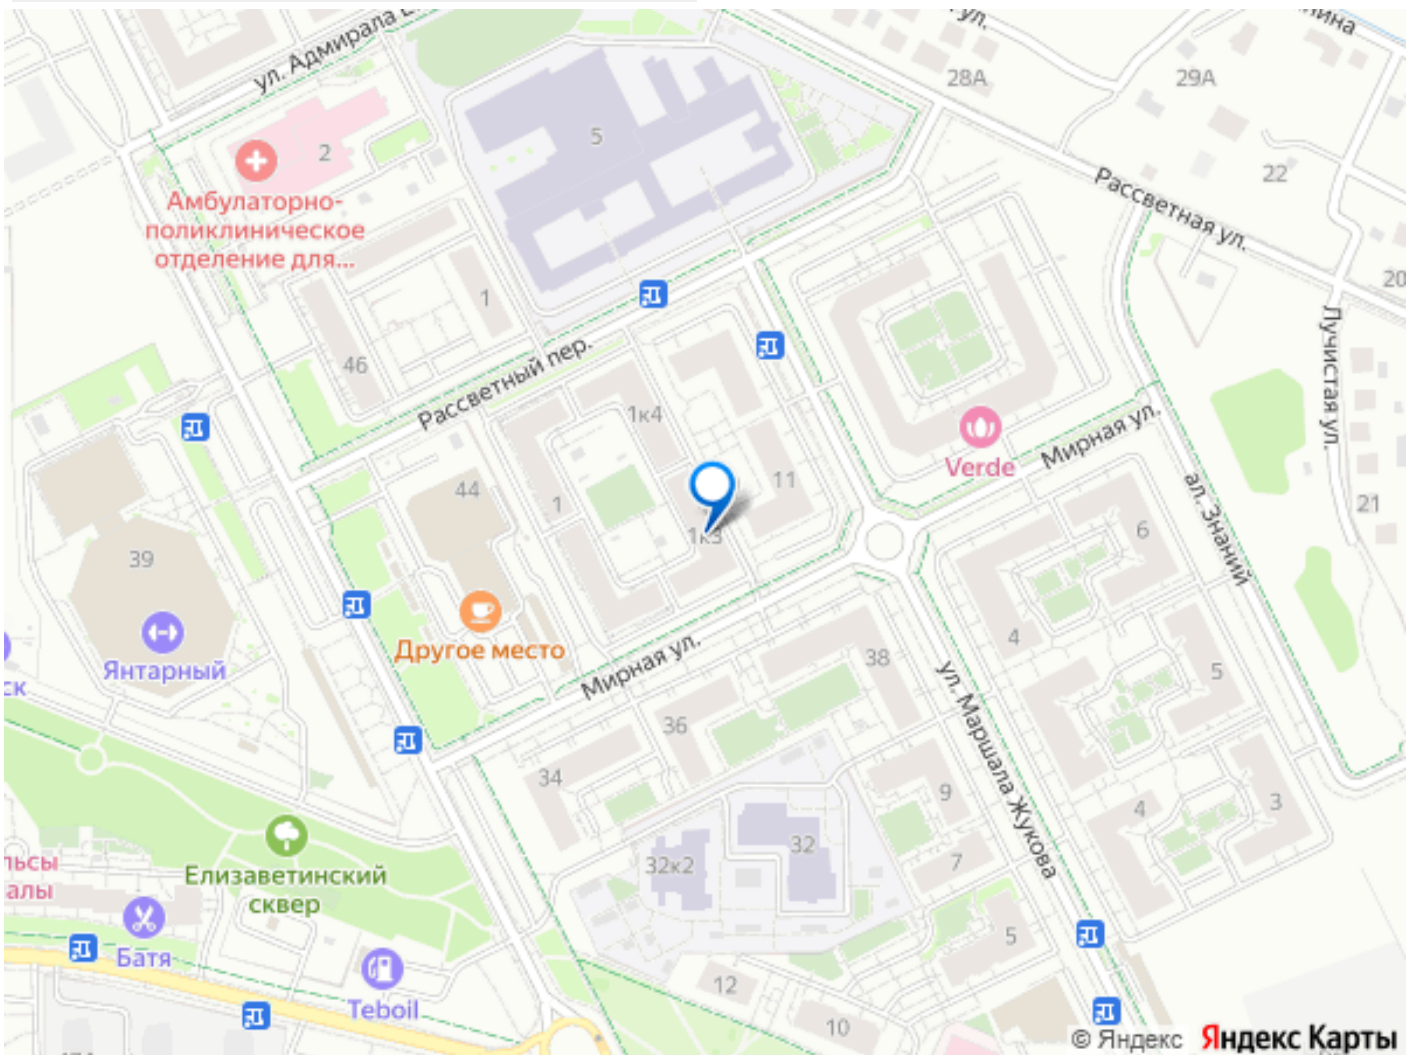 ул. Адмирала
ул.
28А
29А
5
2
Амбулаторно-
поликлиническое
отделение для...
22
Рассветная ул.
20
1
46
Рассветный пер.
Лучистая ул.
1к4
Verde
Мирная ул.
44
1
11
1к3
ал. Знаний
21
39
6
Янтарный
Другое место
Мирная ул.
4
38
5
ул. Маршала Жукова
36
34
9
4
3
32к2
32
7
Елизаветинский
сквер
Батя
5
Teboil
12
10
© Яндекс Яндекс Карты